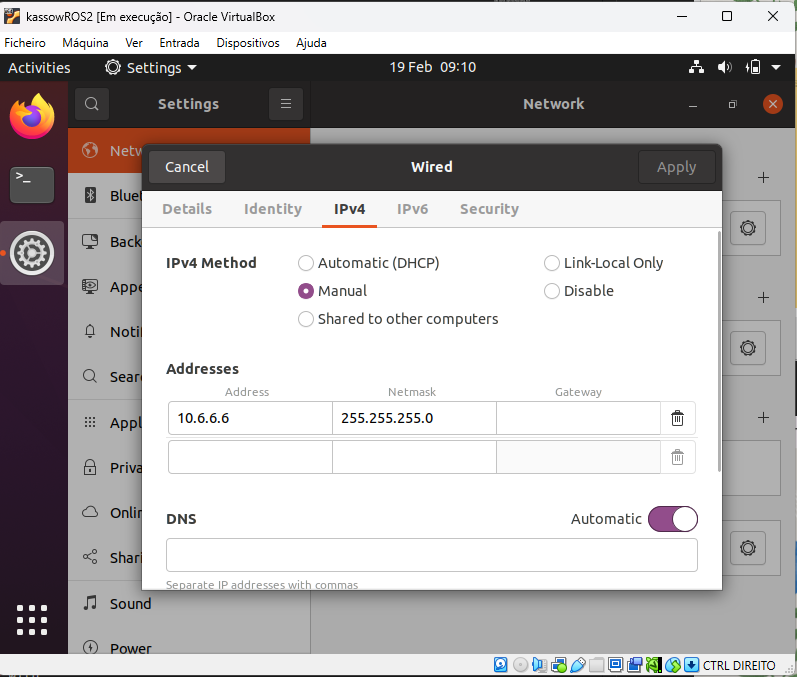 kassowROS2 [Em execução] - Oracle VirtualBox
Ficheiro Máquina Ver Entrada Dispositivos Ajuda
Activities Settings 19 Feb 09:10
Settings Network
Netw
Cancel Wired Apply
Details Identity IPv4 IPv6 Security
Bluet
Back
Appe
Notif
Searc
Appl
Priva
Onlin
Shari
Sound
Power
IPv4 Method Automatic (DHCP) Link-Local Only
Manual Disable
Shared to other computers
Addresses
Address Netmask Gateway
10.6.6.6 255.255.255.0
DNS Automatic
Separate IP addresses with commas
CTRL DIREITO